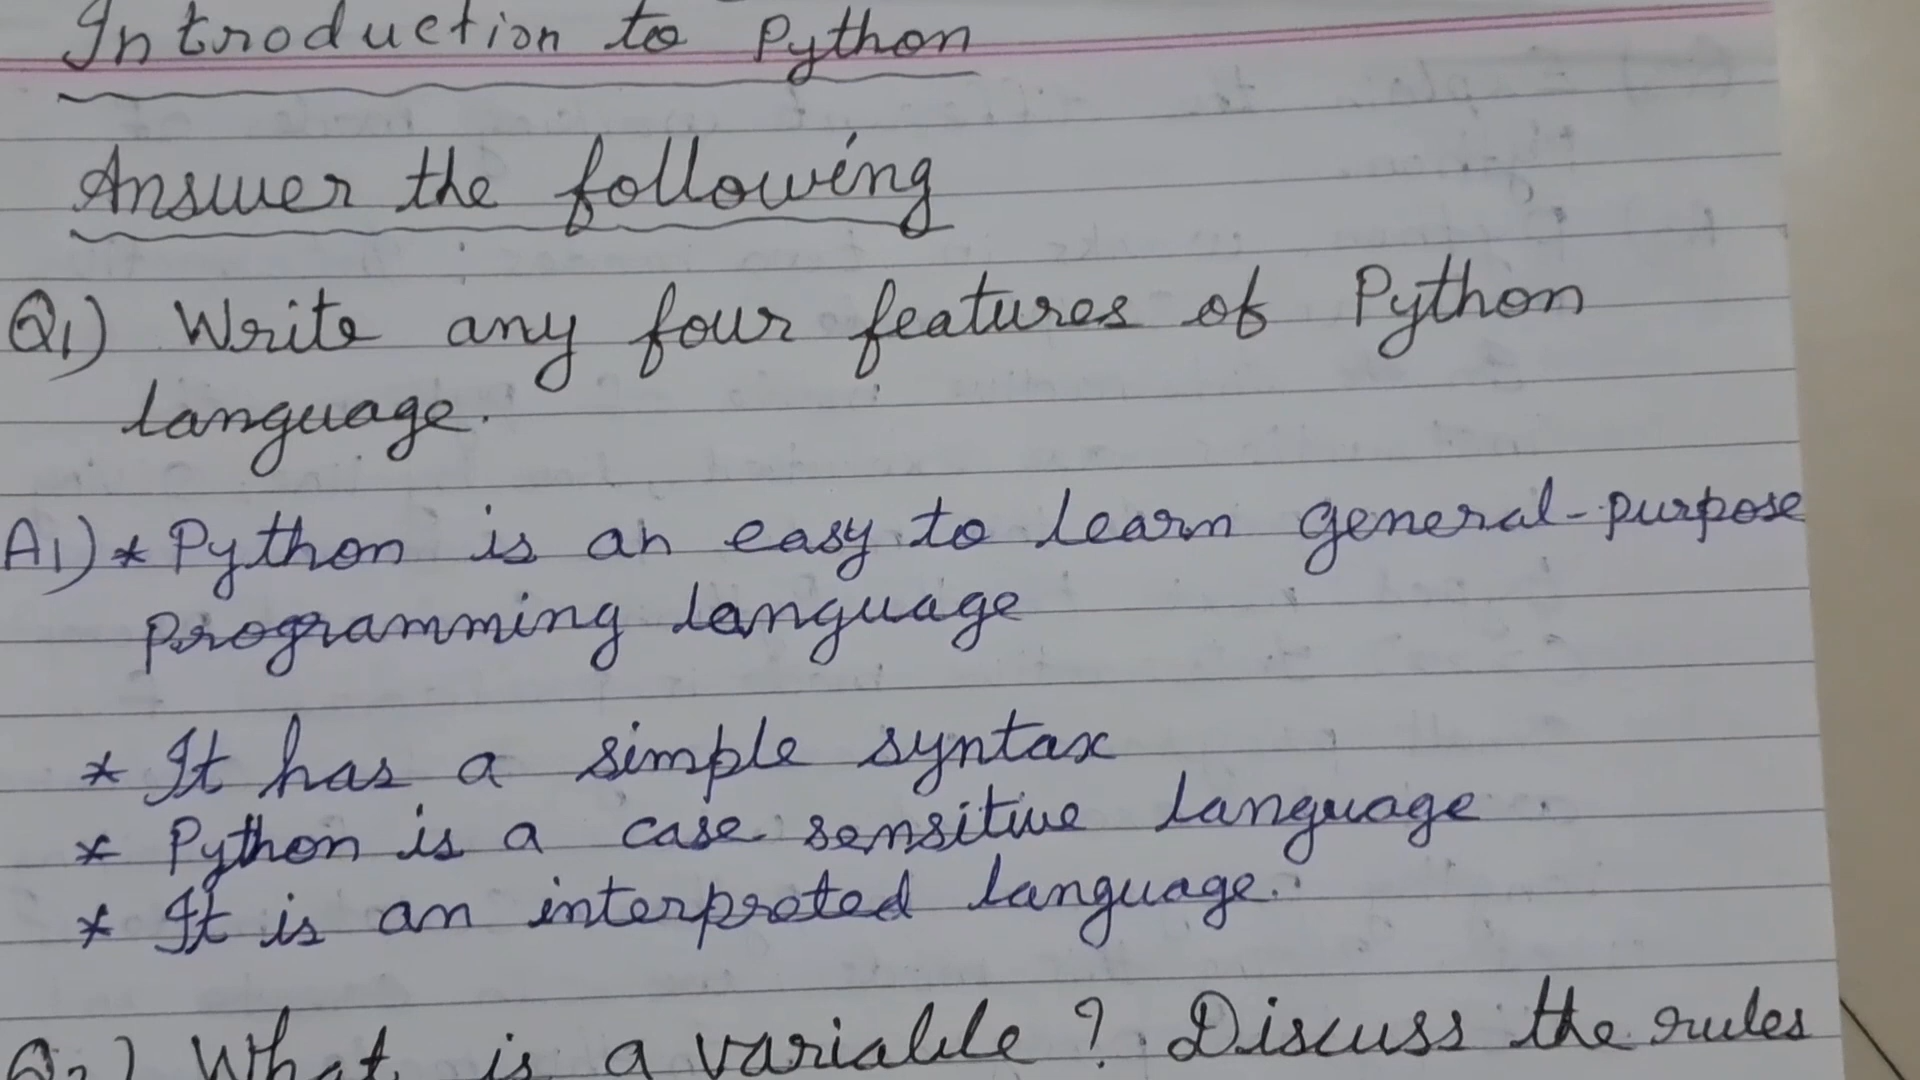 Introduction to Python
Answer the following
Q1) Write any four features of Python
language.
A1) * Python is an easy to learn general-purpose
programming language
* It has a simple syntax
* Python is a case sensitive language
* It is an interpreted language.
Q2) What is a variable? Discuss the rules